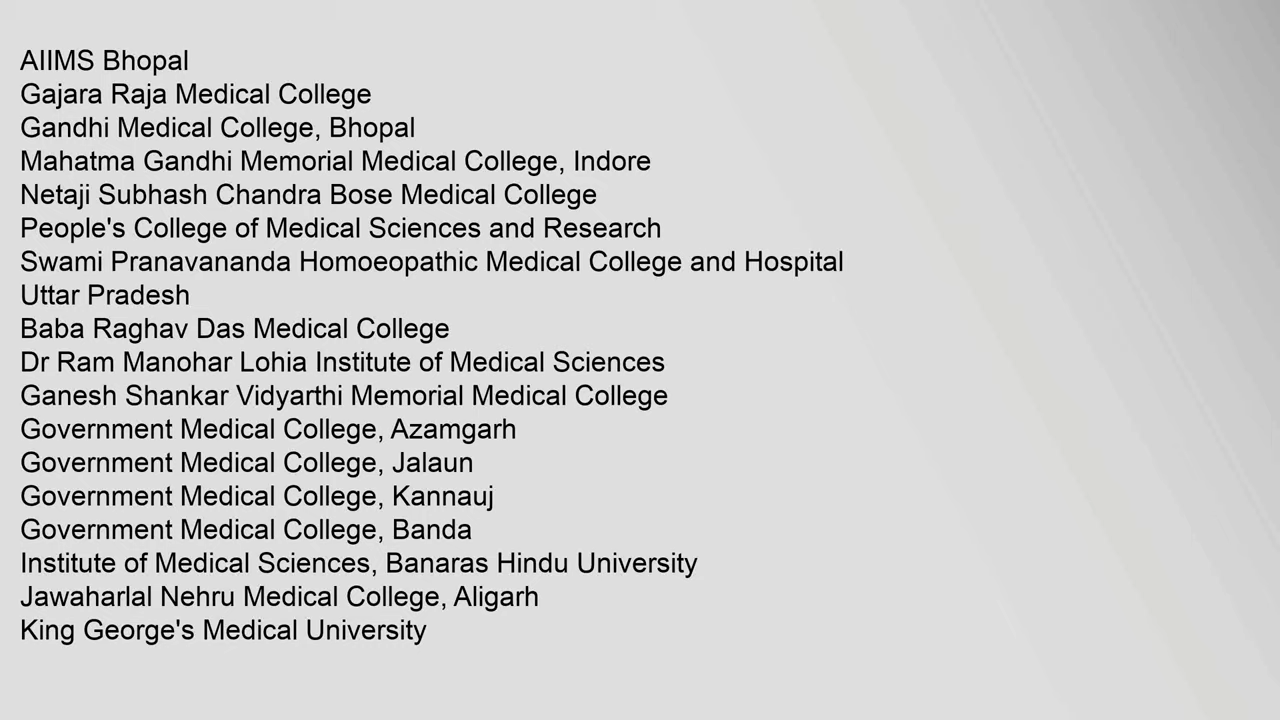 AIIMS Bhopal
Gajara Raja Medical College
Gandhi Medical College, Bhopal
Mahatma Gandhi Memorial Medical College, Indore
Netaji Subhash Chandra Bose Medical College
People's College of Medical Sciences and Research
Swami Pranavananda Homoeopathic Medical College and Hospital
Uttar Pradesh
Baba Raghav Das Medical College
Dr Ram Manohar Lohia Institute of Medical Sciences
Ganesh Shankar Vidyarthi Memorial Medical College
Government Medical College, Azamgarh
Government Medical College, Jalaun
Government Medical College, Kannauj
Government Medical College, Banda
Institute of Medical Sciences, Banaras Hindu University
Jawaharlal Nehru Medical College, Aligarh
King George's Medical University